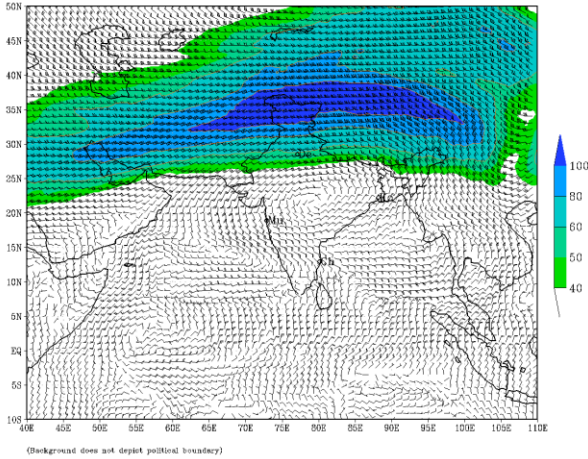 50N
45N
40N
35N
30N
25N
20N
15N
10N
5N
EQ
5S
10S
40E 45E 50E 55E 60E 65E 70E 75E 80E 85E 90E 95E 100E 105E 110E
100
80
60
50
40
Mu
Ch
(Background does not depict political boundary)